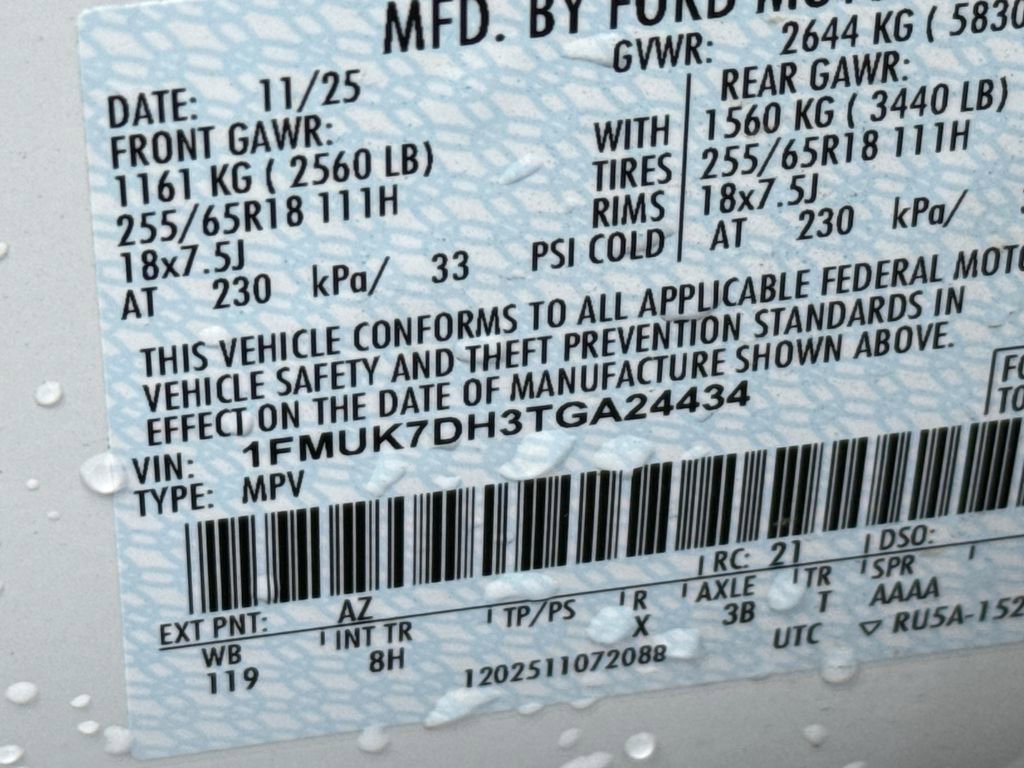 MFD. BY FORD
GVWR: 2644 KG ( 5830
DATE: 11/25
FRONT GAWR:
1161 KG ( 2560 LB)
255/65R18 111H
18x7.5J
AT 230 kPa/ 33
WITH
TIRES
RIMS
PSI COLD
REAR GAWR:
1560 KG ( 3440 LB)
255/65R18 111H
18x7.5J
AT 230 kPa/
THIS VEHICLE CONFORMS TO ALL APPLICABLE FEDERAL
VEHICLE SAFETY AND THEFT PREVENTION STANDARDS IN
EFFECT ON THE DATE OF MANUFACTURE SHOWN ABOVE.
VIN: 1FMUK7DH3TGA24434
TYPE: MPV
EXT PNT: AZ RC: 21 DSO:
WB INT TR TP/PS R AXLE TR SPR
119 8H X 3B T AAAA
1202511072088 UTC ▽ RU5A-152